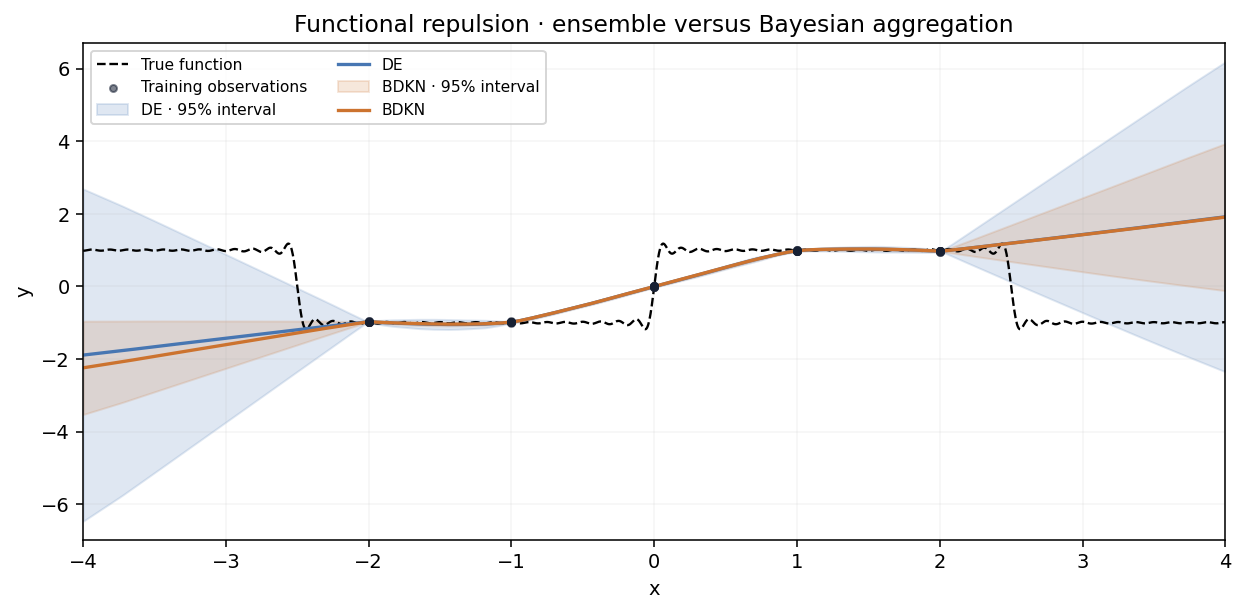 Functional repulsion · ensemble versus Bayesian aggregation
True function
Training observations
DE · 95% interval
DE
BDKN · 95% interval
BDKN
y
6
4
2
0
−2
−4
−6
−4 −3 −2 −1 0 1 2 3 4
x